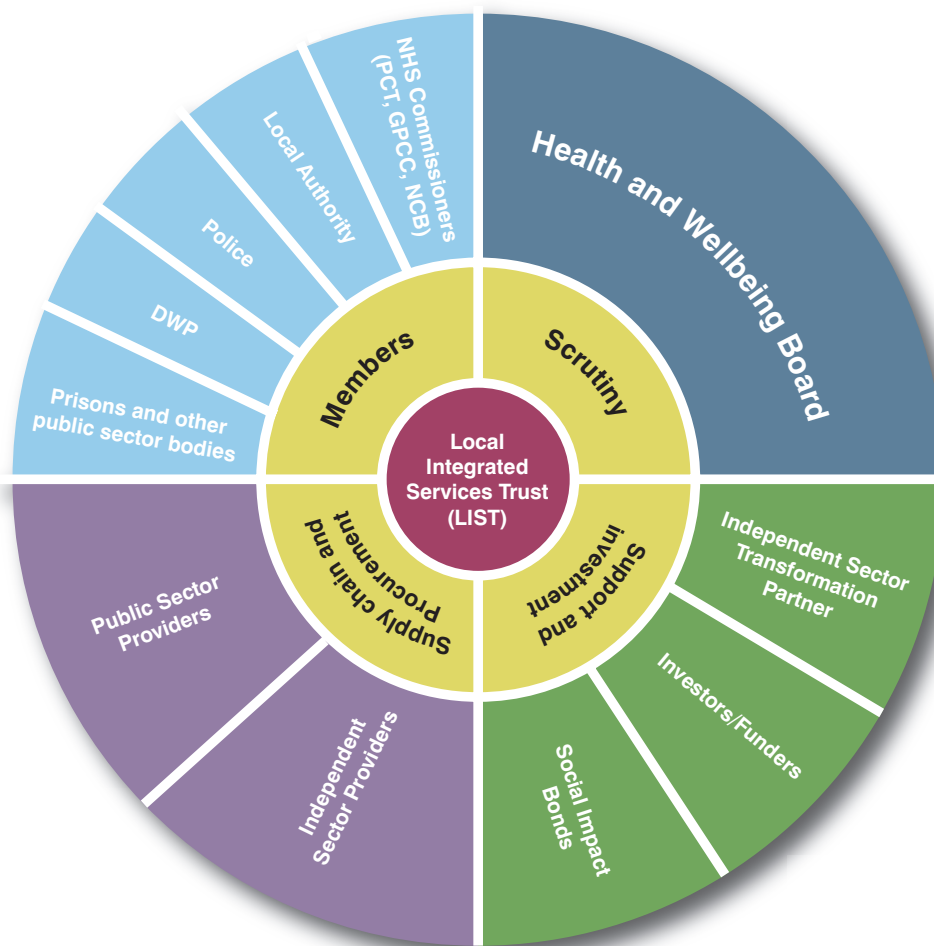 Local
Integrated
Services Trust
(LIST)
Members
Scrutiny
Support and
investment
Supply chain and
Procurement
NHS Commissioners
(PCT, GPCC, NCB)
Local Authority
Police
DWP
Prisons and other
public sector bodies
Health and Wellbeing Board
Independent Sector
Transformation
Partner
Investors/Funders
Social Impact
Bonds
Independent
Sector Providers
Public Sector
Providers